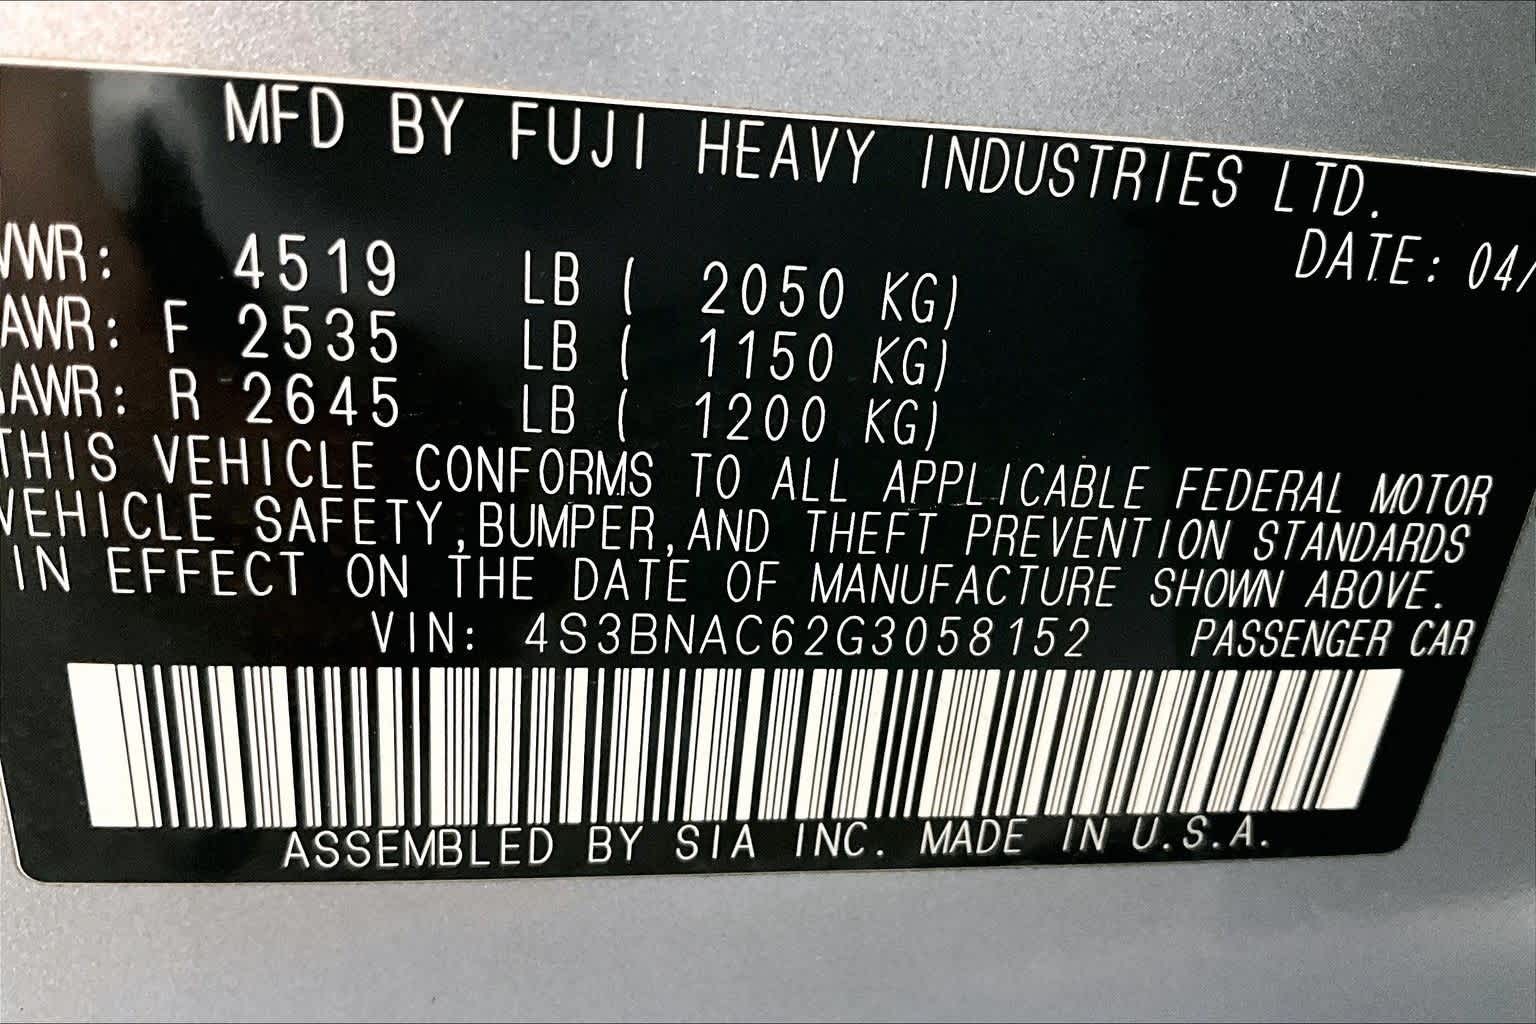 MFD BY FUJI HEAVY INDUSTRIES LTD.
DATE: 04/
VWR: 4519 LB ( 2050 KG)
AWR: F 2535 LB ( 1150 KG)
AWR: R 2645 LB ( 1200 KG)
THIS VEHICLE CONFORMS TO ALL APPLICABLE FEDERAL MOTOR
VEHICLE SAFETY,BUMPER,AND THEFT PREVENTION STANDARDS
IN EFFECT ON THE DATE OF MANUFACTURE SHOWN ABOVE.
VIN: 4S3BNAC62G3058152 PASSENGER CAR
ASSEMBLED BY SIA INC. MADE IN U.S.A.